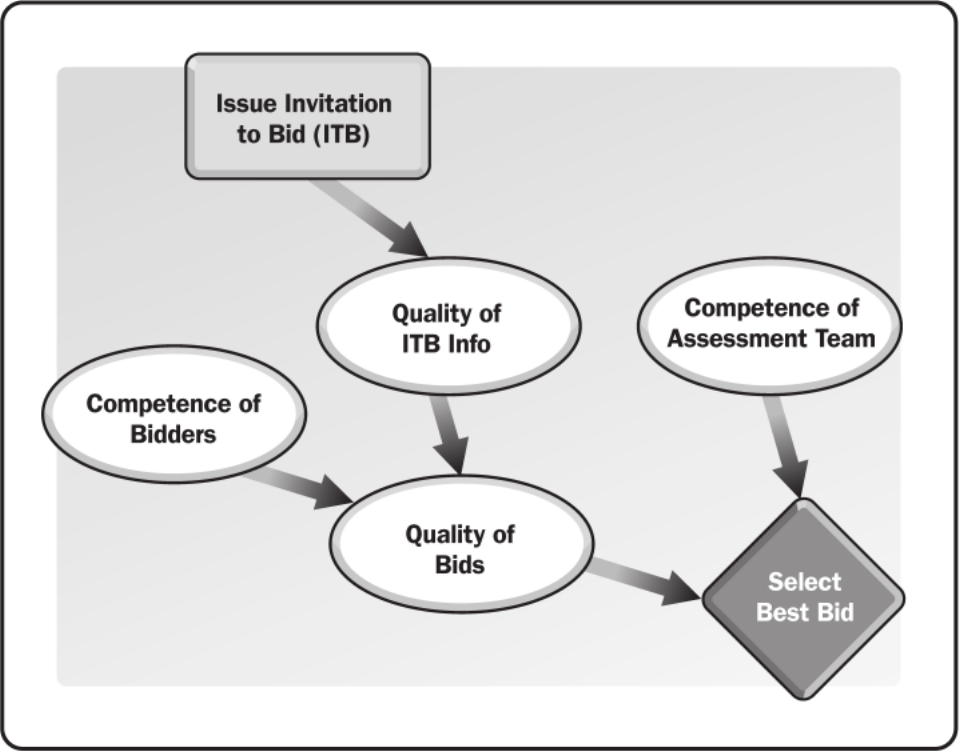 Issue Invitation
to Bid (ITB)
Quality of
ITB Info
Competence of
Assessment Team
Competence of
Bidders
Quality of
Bids
Select
Best Bid